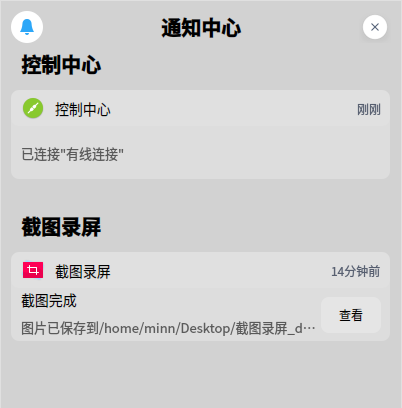 通知中心
控制中心
控制中心 刚刚
已连接"有线连接"
截图录屏
截图录屏 14分钟前
截图完成
图片已保存到/home/minn/Desktop/截图录屏_d… 查看